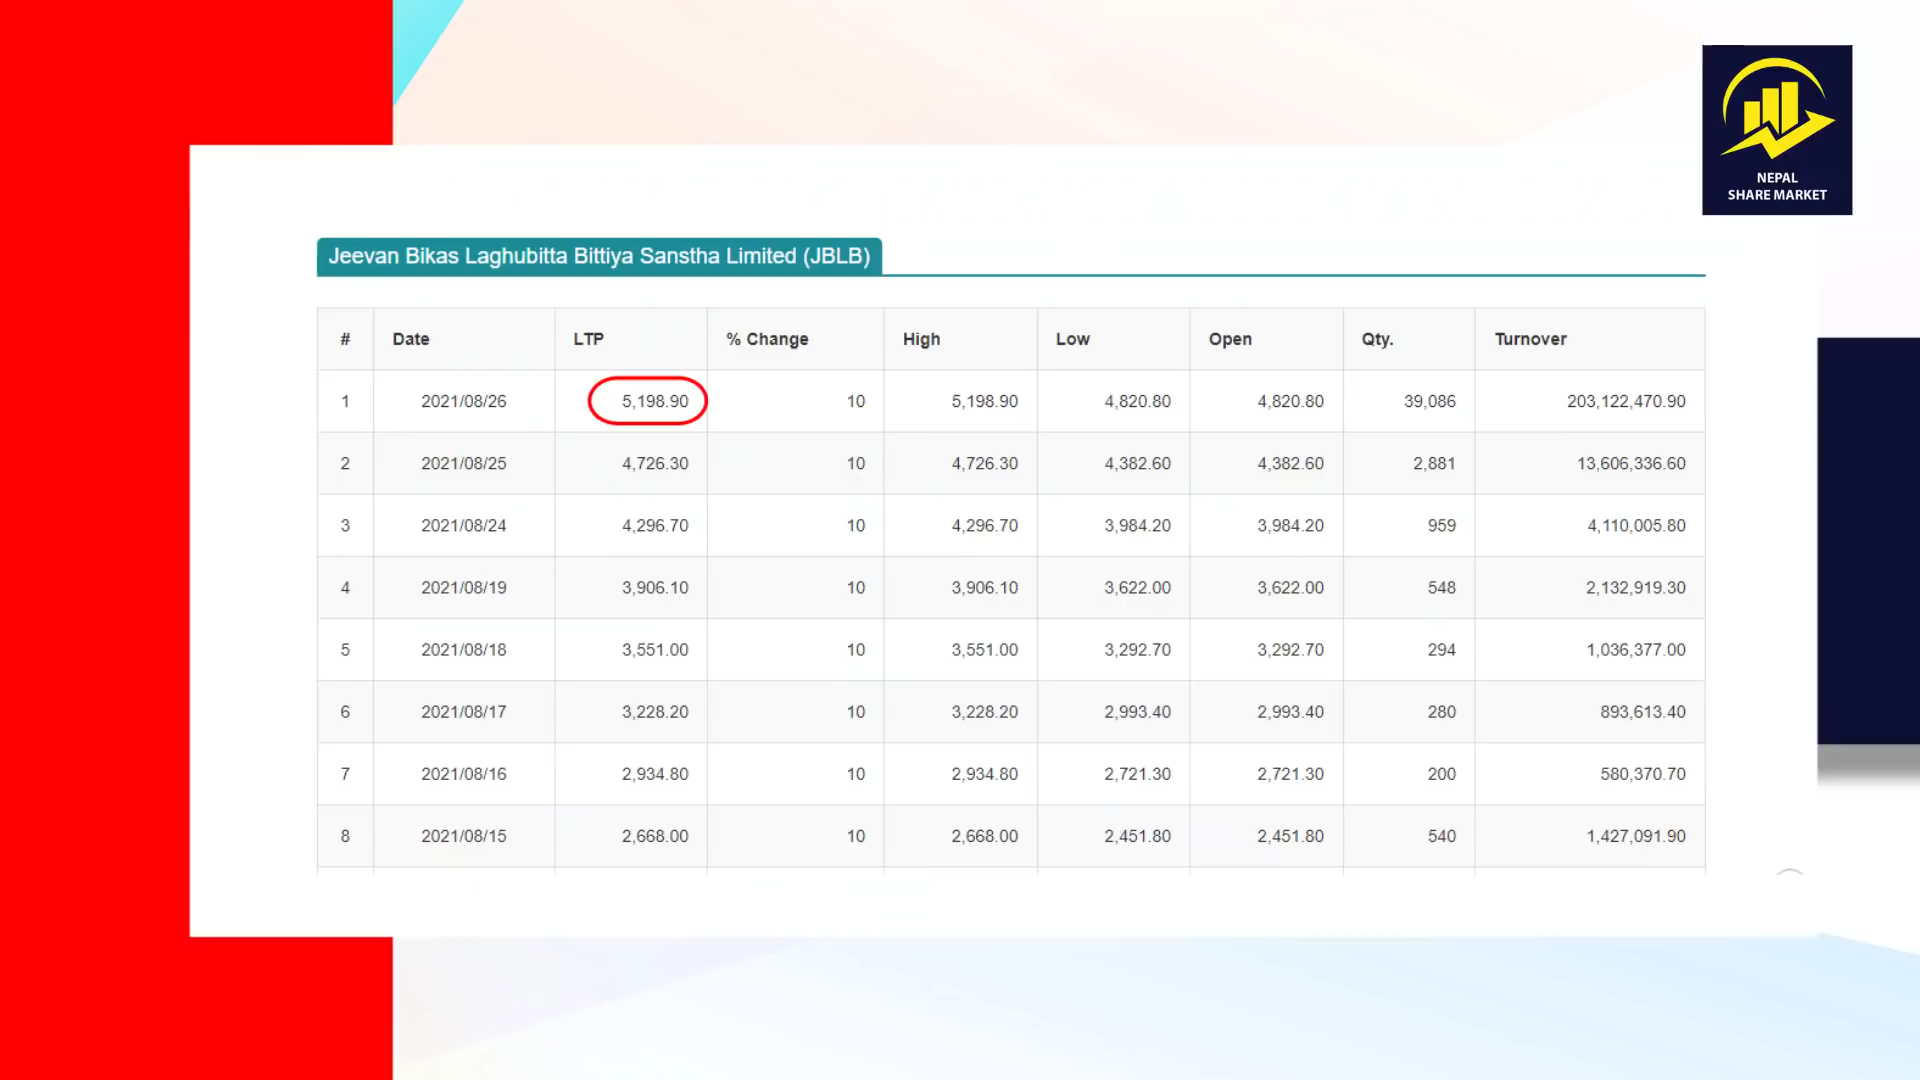 NEPAL
SHARE MARKET
Jeevan Bikas Laghubitta Bittiya Sanstha Limited (JBLB)
# Date LTP % Change High Low Open Qty. Turnover
1 2021/08/26 5,198.90 10 5,198.90 4,820.80 4,820.80 39,086 203,122,470.90
2 2021/08/25 4,726.30 10 4,726.30 4,382.60 4,382.60 2,881 13,606,336.60
3 2021/08/24 4,296.70 10 4,296.70 3,984.20 3,984.20 959 4,110,005.80
4 2021/08/19 3,906.10 10 3,906.10 3,622.00 3,622.00 548 2,132,919.30
5 2021/08/18 3,551.00 10 3,551.00 3,292.70 3,292.70 294 1,036,377.00
6 2021/08/17 3,228.20 10 3,228.20 2,993.40 2,993.40 280 893,613.40
7 2021/08/16 2,934.80 10 2,934.80 2,721.30 2,721.30 200 580,370.70
8 2021/08/15 2,668.00 10 2,668.00 2,451.80 2,451.80 540 1,427,091.90